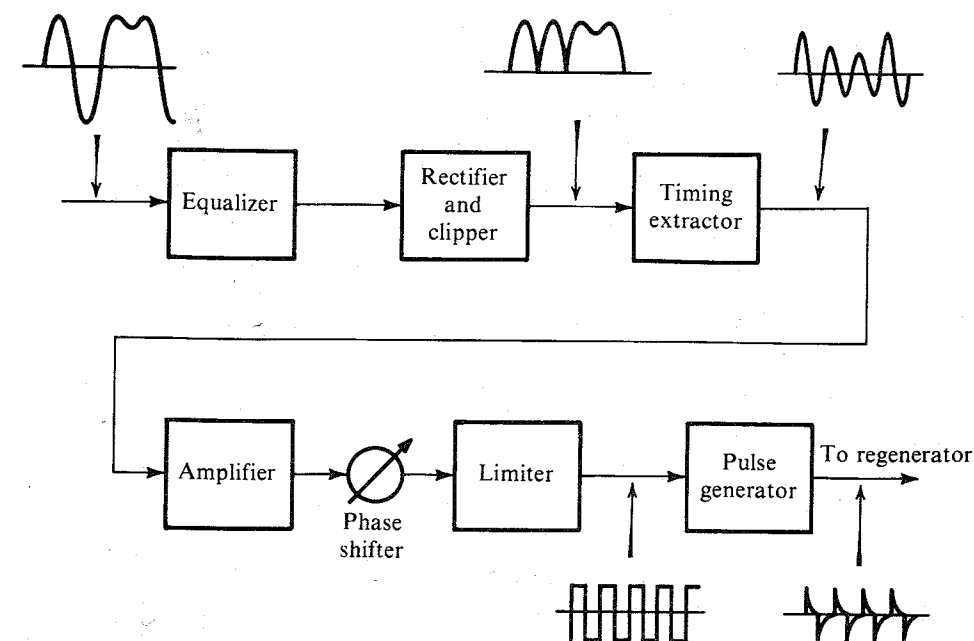 Equalizer
Rectifier
and
clipper
Timing
extractor
Amplifier
Phase
shifter
Limiter
Pulse
generator
To regenerator